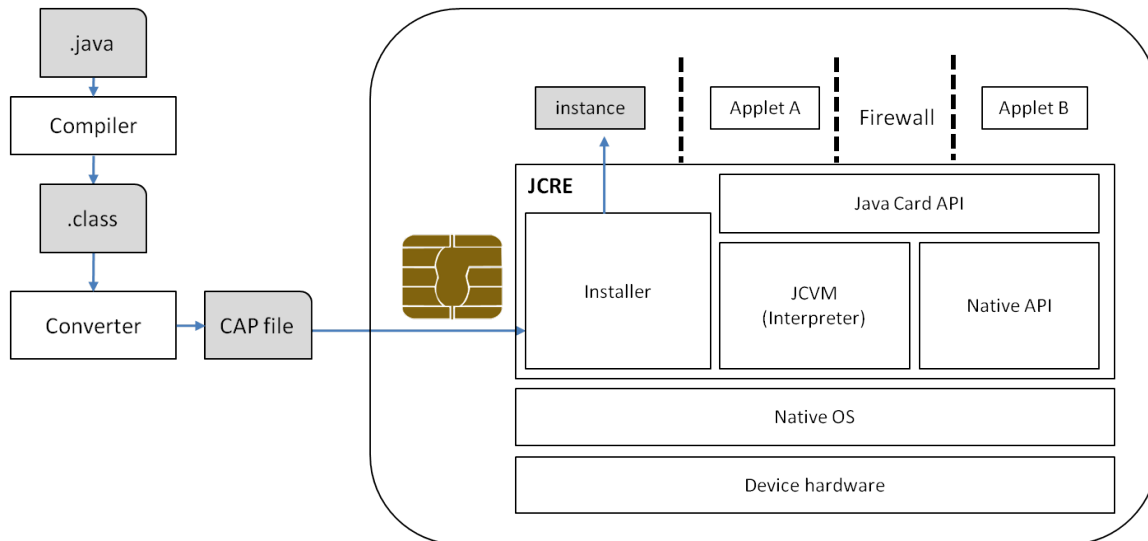 .java
Compiler
.class
Converter
CAP file
instance
Applet A
Firewall
Applet B
JCRE
Java Card API
Installer
JCVM
(Interpreter)
Native API
Native OS
Device hardware